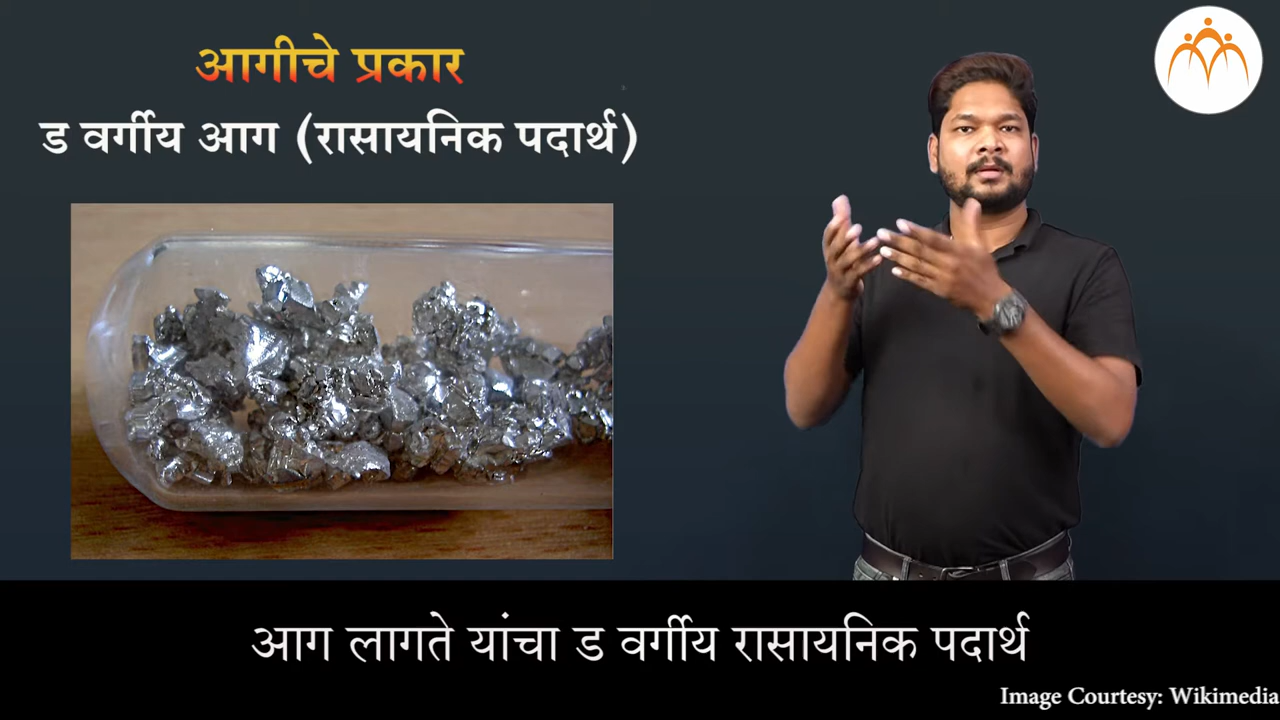 आगीचे प्रकार
ड वर्गीय आग (रासायनिक पदार्थ)
आग लागते यांचा ड वर्गीय रासायनिक पदार्थ
Image Courtesy: Wikimedia